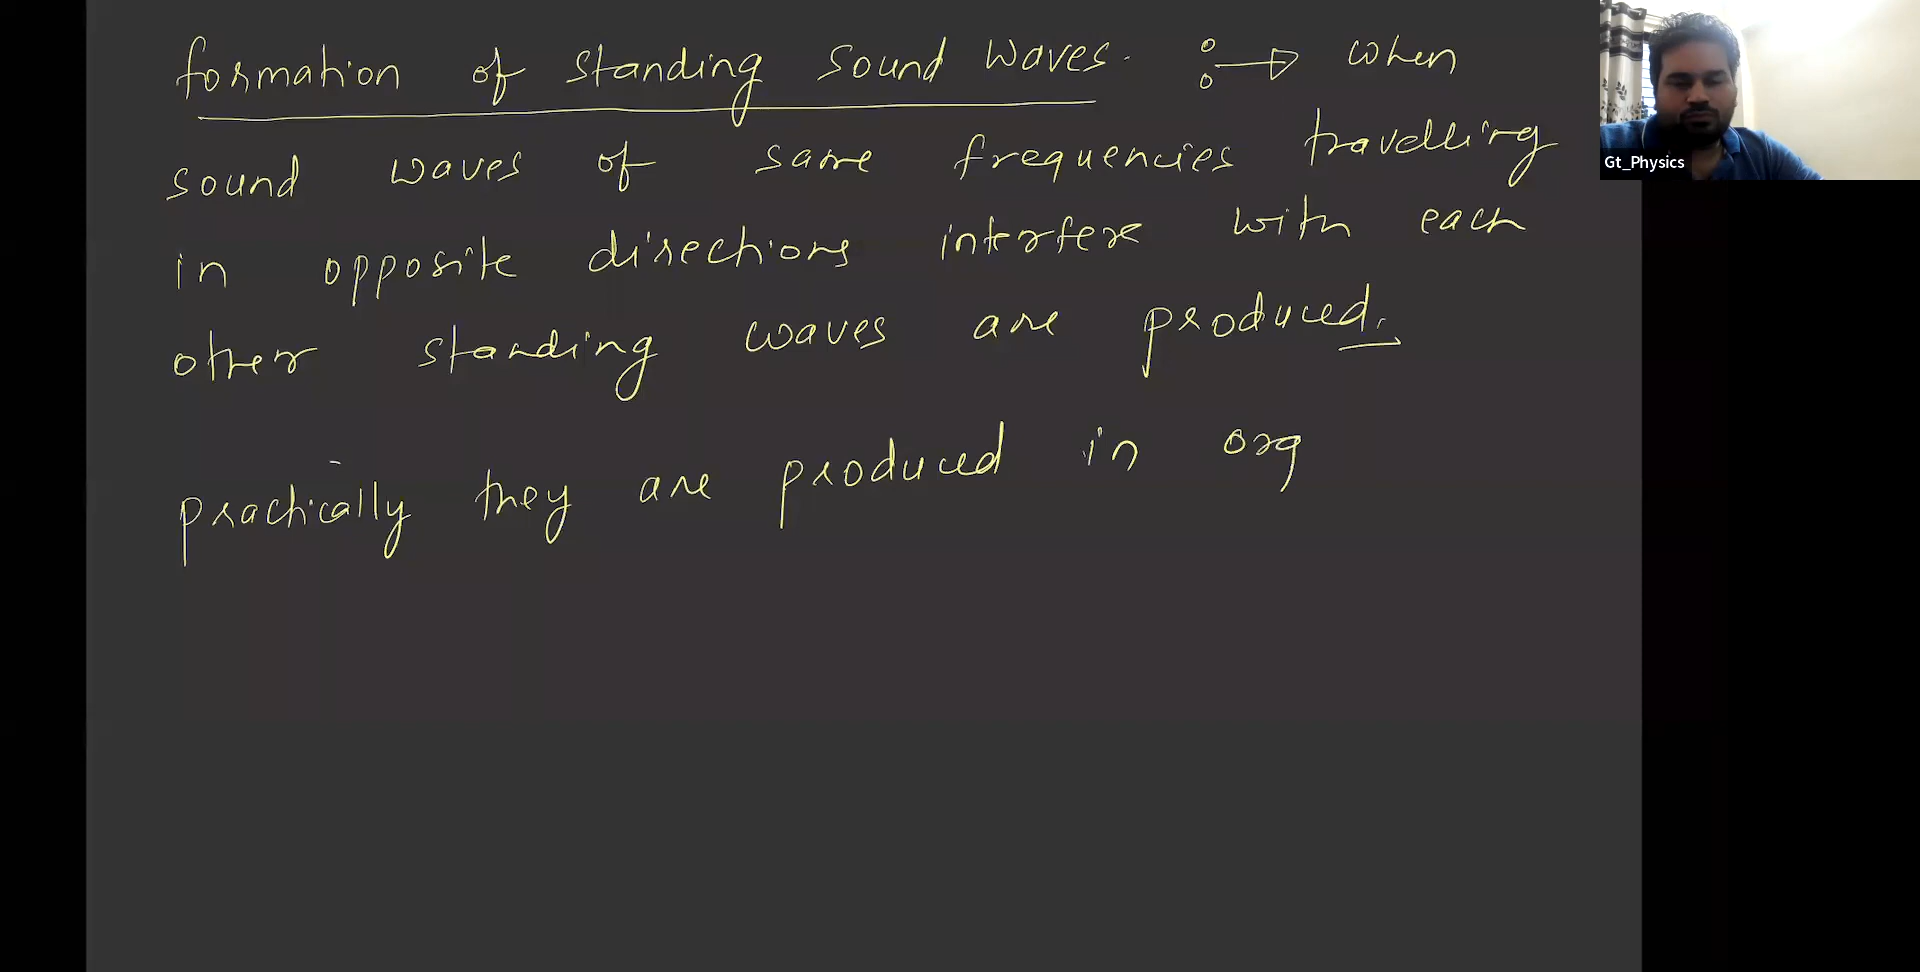 formation of standing sound waves. :→ when
sound waves of same frequencies travelling
in opposite directions interfere with each
other standing waves are produced.
practically they are produced in org
Gt_Physics